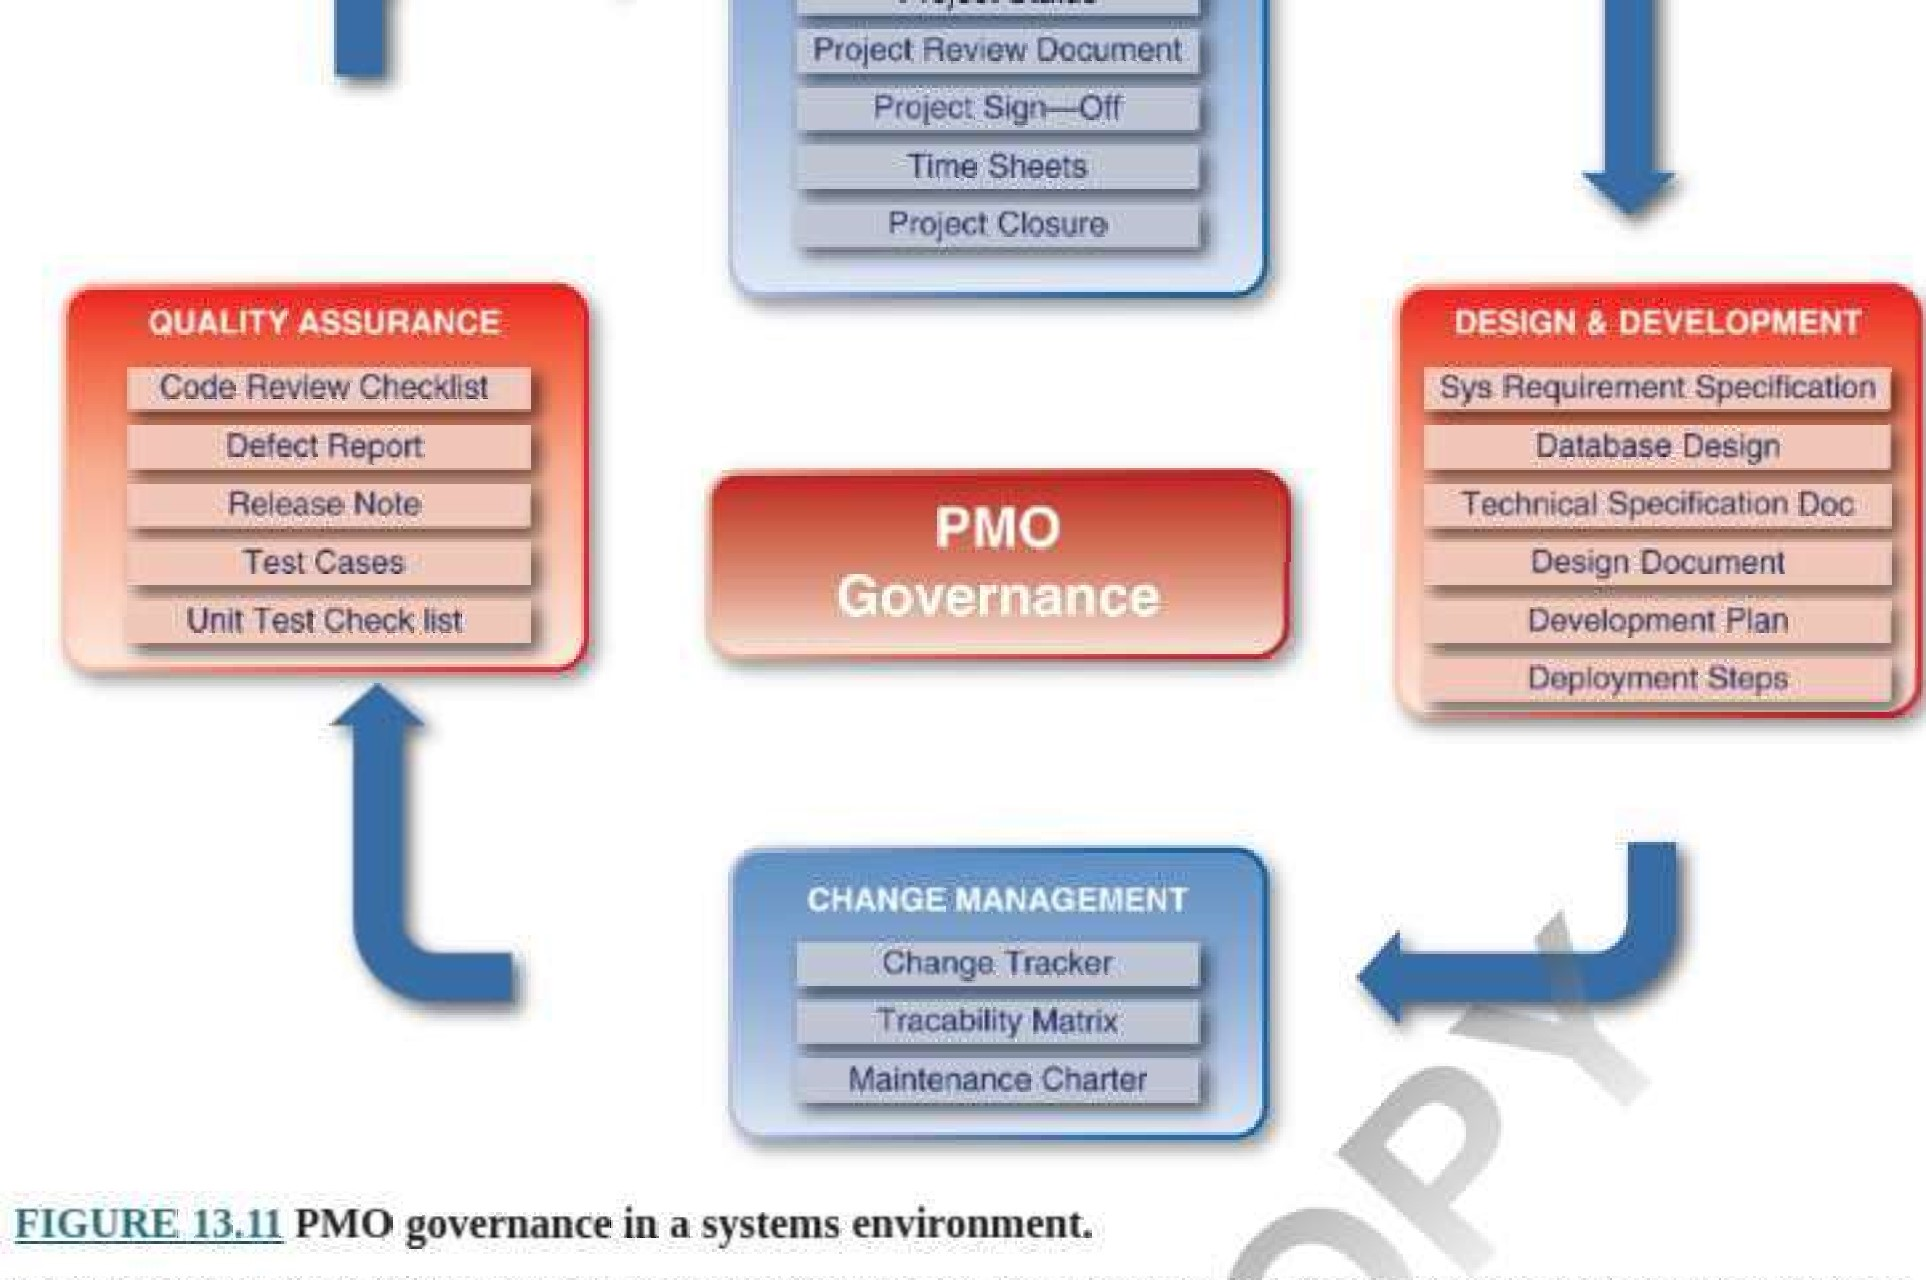 Project Status
Project Review Document
Project Sign—Off
Time Sheets
Project Closure
QUALITY ASSURANCE
Code Review Checklist
Defect Report
Release Note
Test Cases
Unit Test Check list
PMO
Governance
DESIGN & DEVELOPMENT
Sys Requirement Specification
Database Design
Technical Specification Doc
Design Document
Development Plan
Deployment Steps
CHANGE MANAGEMENT
Change Tracker
Tracability Matrix
Maintenance Charter
OPY
FIGURE 13.11 PMO governance in a systems environment.